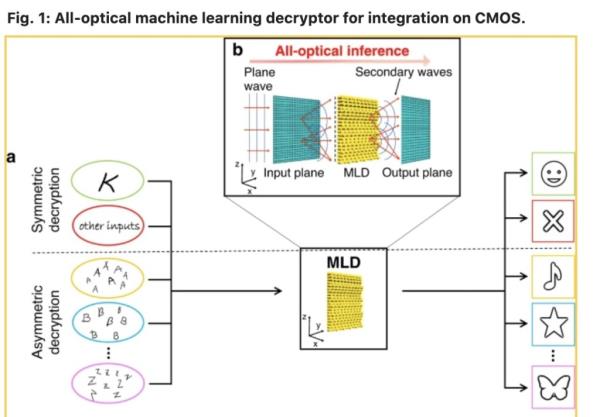 Fig. 1: All-optical machine learning decryptor for integration on CMOS.
b
All-optical inference
Plane
wave
Secondary waves
z
y
x
Input plane
MLD
Output plane
a
Symmetric
decryption
K
other inputs
Asymmetric
decryption
A A A A A A A A
B B B B B B B
Z z z z z z z z
MLD
z
y
x